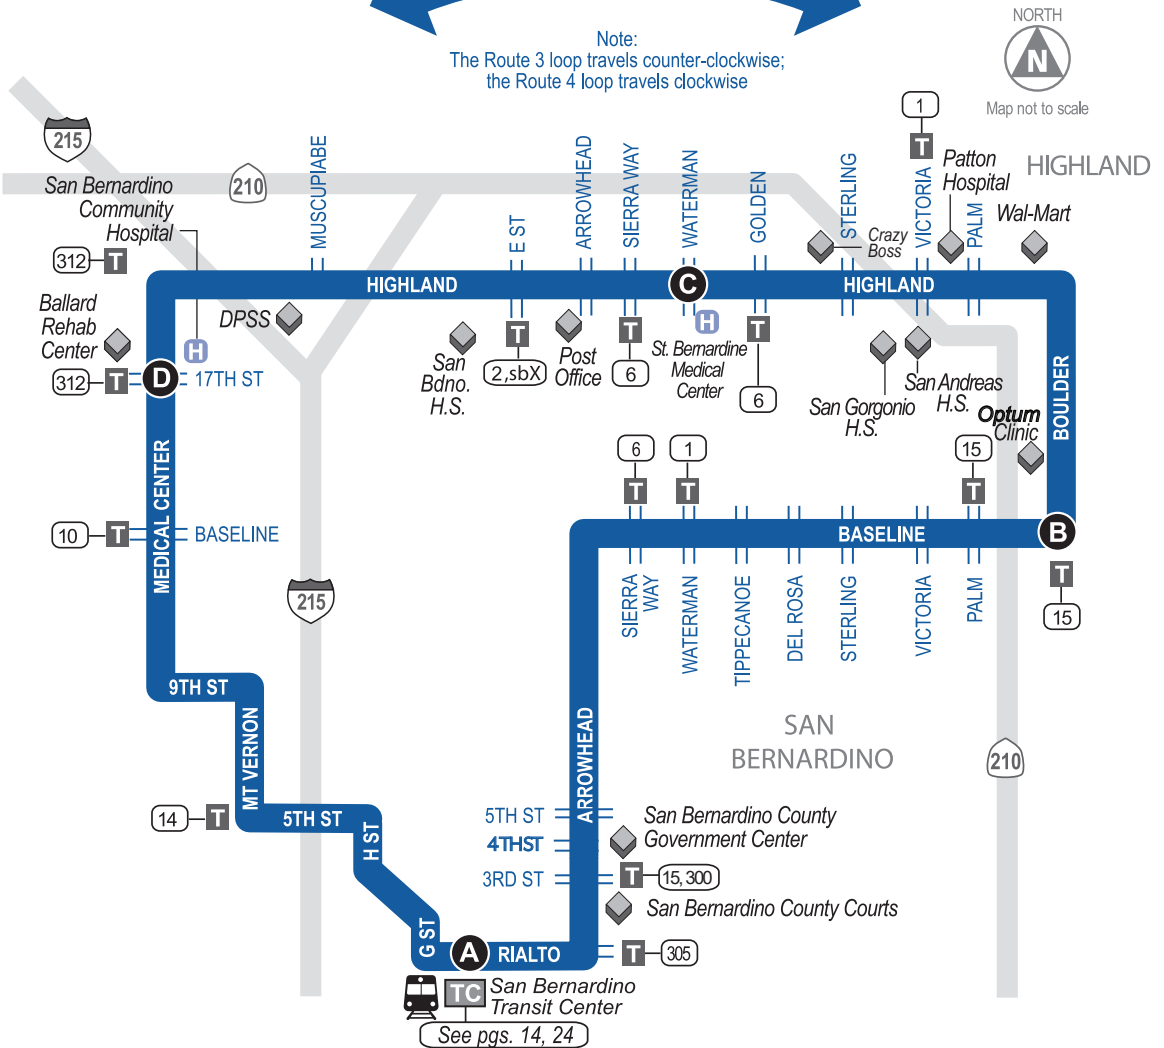 Note:
The Route 3 loop travels counter-clockwise;
the Route 4 loop travels clockwise
NORTH
N
Map not to scale
215
210
San Bernardino
Community
Hospital
312 T
MUSCUPIABE
E ST
ARROWHEAD
SIERRA WAY
WATERMAN
GOLDEN
STERLING
Crazy
Boss
1
T
VICTORIA
Patton
Hospital
PALM
HIGHLAND
Wal-Mart
HIGHLAND
C
HIGHLAND
Ballard
Rehab
Center
H
DPSS
San
Bdno.
H.S.
T
2,sbX
Post
Office
T
6
H
St. Bernardine
Medical
Center
T
6
San Gorgonio
H.S.
San Andreas
H.S.
Optum
Clinic
BOULDER
312 T
D
17TH ST
MEDICAL CENTER
10 T
BASELINE
6
T
1
T
15
T
BASELINE
B
T
15
SIERRA
WAY
WATERMAN
TIPPECANOE
DEL ROSA
STERLING
VICTORIA
PALM
215
9TH ST
MT VERNON
14 T
5TH ST
H ST
G ST
SAN
BERNARDINO
210
ARROWHEAD
5TH ST
4THST
3RD ST
San Bernardino County
Government Center
T 15, 300
San Bernardino County Courts
A
RIALTO
T 305
TC
San Bernardino
Transit Center
See pgs. 14, 24